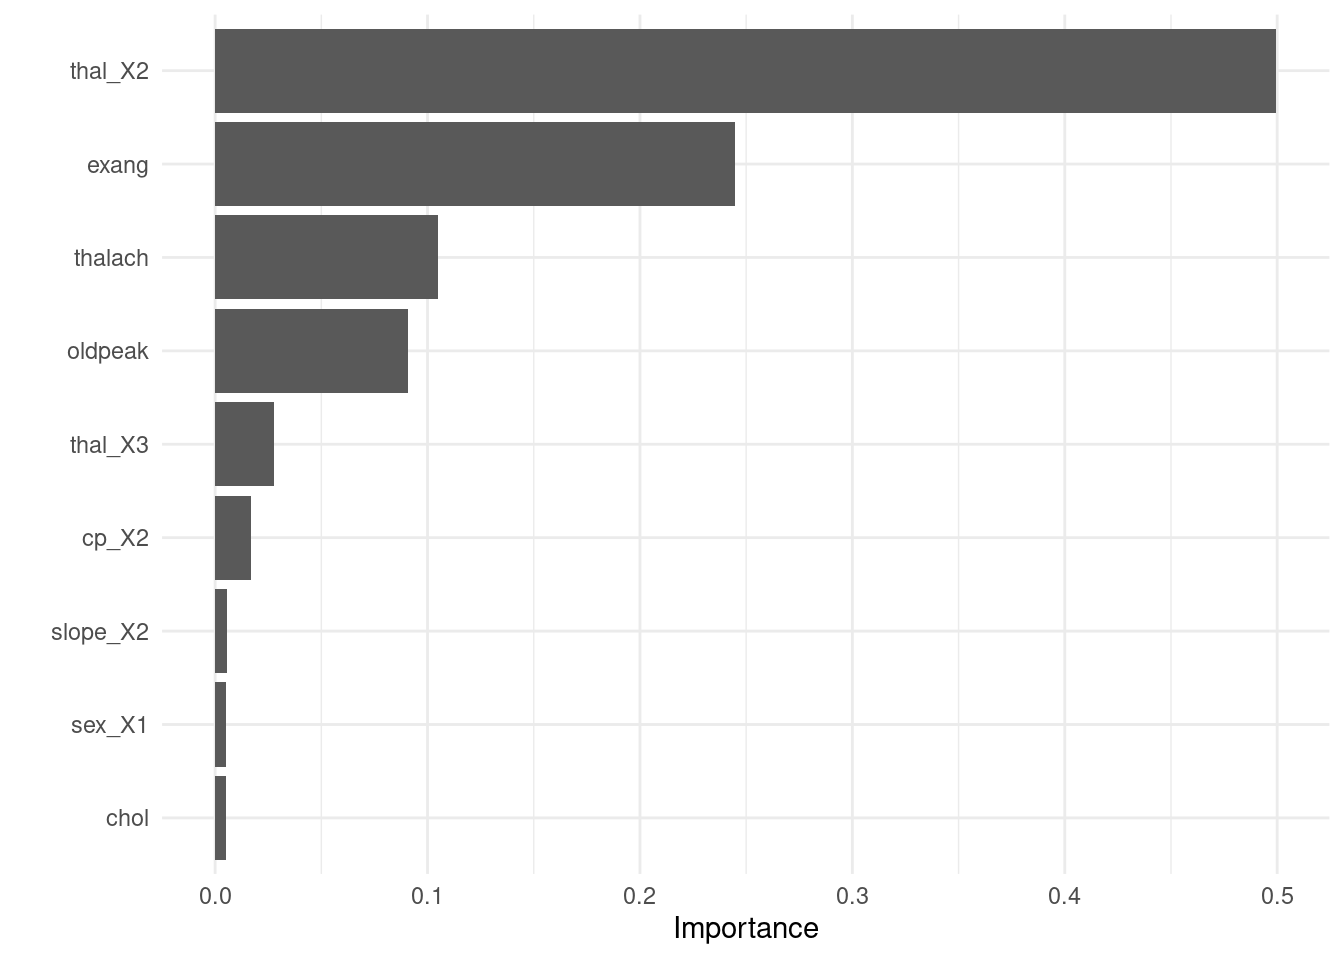 thal_X2
exang
thalach
oldpeak
thal_X3
cp_X2
slope_X2
sex_X1
chol
0.0 0.1 0.2 0.3 0.4 0.5
Importance